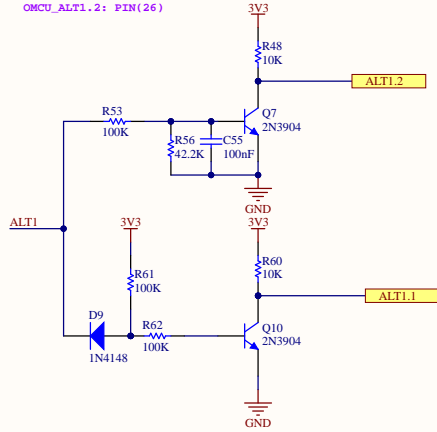 OMCU_ALT1.2: PIN(26)
3V3
R48
10K
ALT1.2
R53
100K
Q7
2N3904
R56
42.2K
C55
100nF
GND
ALT1
3V3
3V3
R61
100K
R60
10K
ALT1.1
D9
1N4148
R62
100K
Q10
2N3904
GND